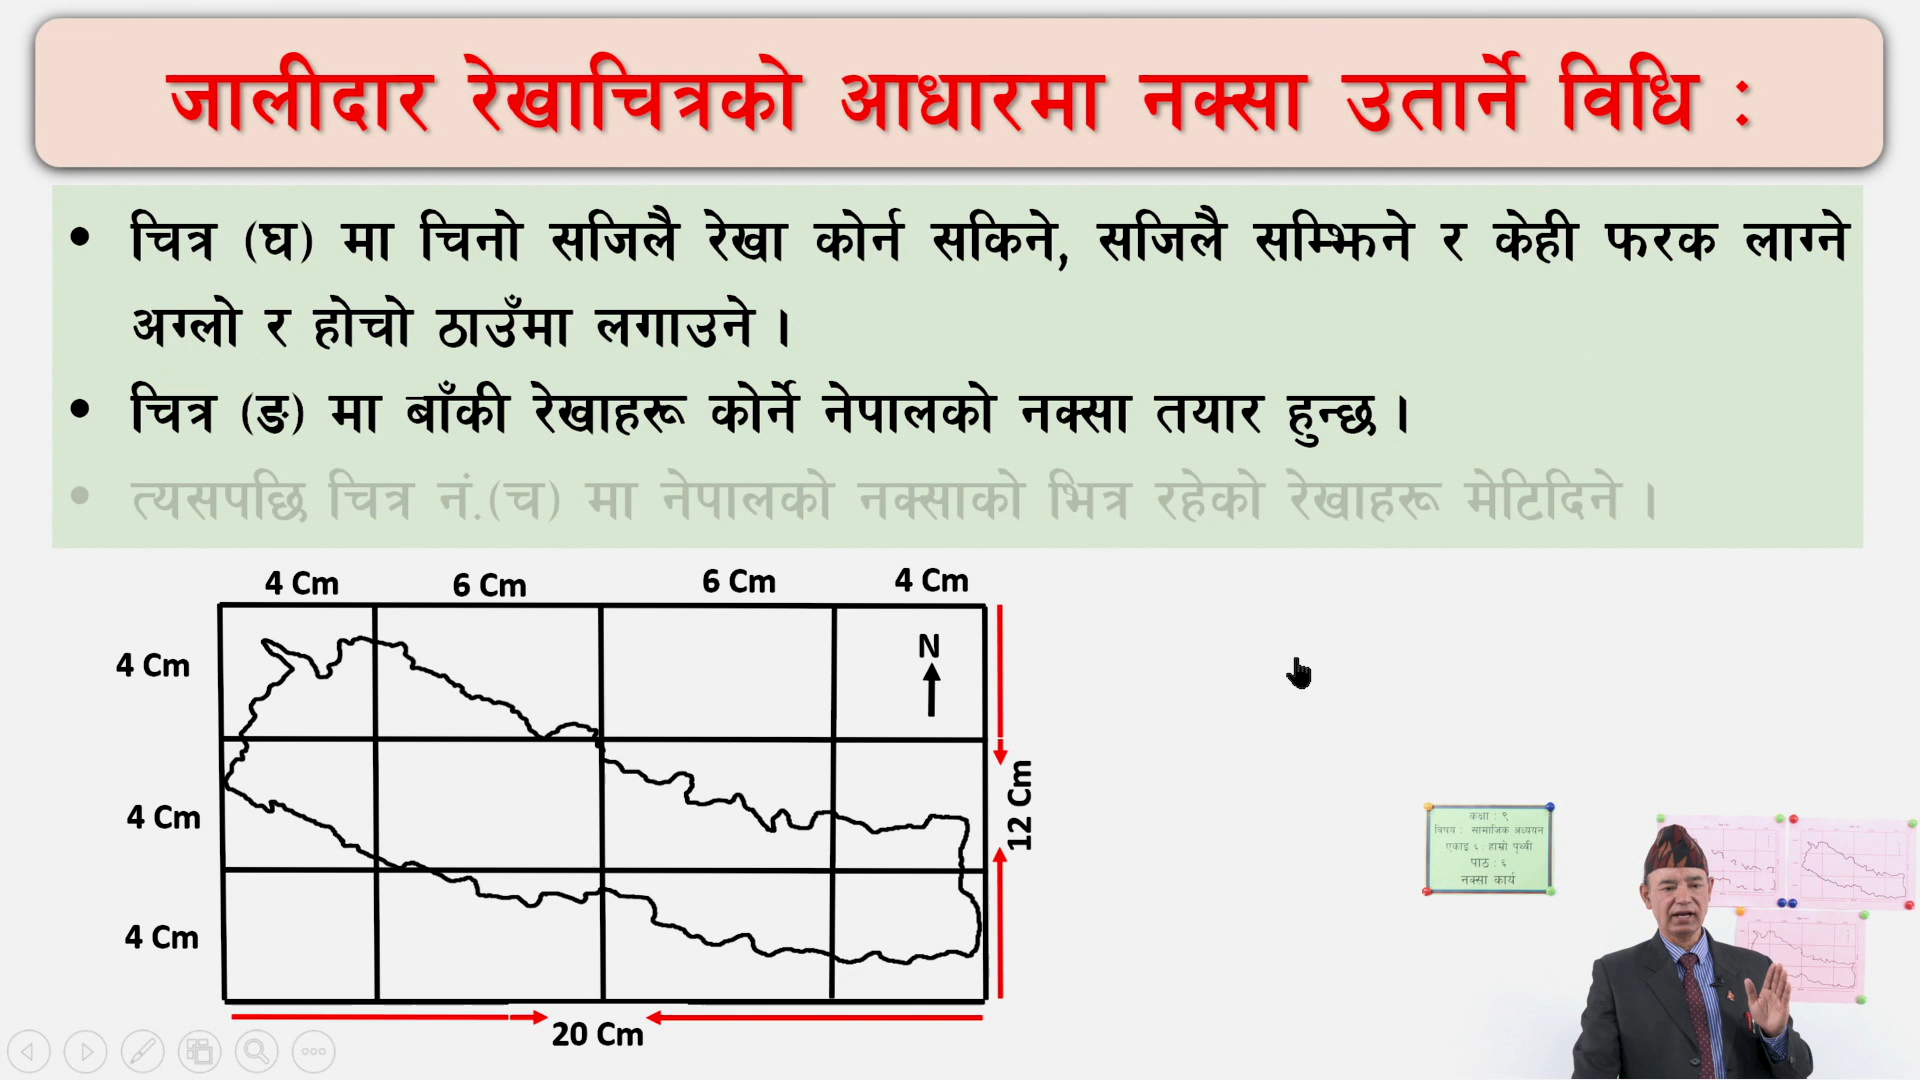 जालीदार रेखाचित्रको आधारमा नक्सा उतार्ने विधि :
• चित्र (घ) मा चिनो सजिलै रेखा कोर्न सकिने, सजिलै सम्झिने र केही फरक लाग्ने
अग्लो र होचो ठाउँमा लगाउने ।
• चित्र (ङ) मा बाँकी रेखाहरू कोर्ने नेपालको नक्सा तयार हुन्छ ।
• त्यसपछि चित्र नं.(च) मा नेपालको नक्साको भित्र रहेको रेखाहरू मेटिदिने ।
4 Cm 6 Cm 6 Cm 4 Cm
N
4 Cm
4 Cm
12 Cm
4 Cm
20 Cm
कक्षा : ९
विषय : सामाजिक अध्ययन
एकाइ ६ : हाम्रो पृथ्वी
पाठ : ६
नक्सा कार्य